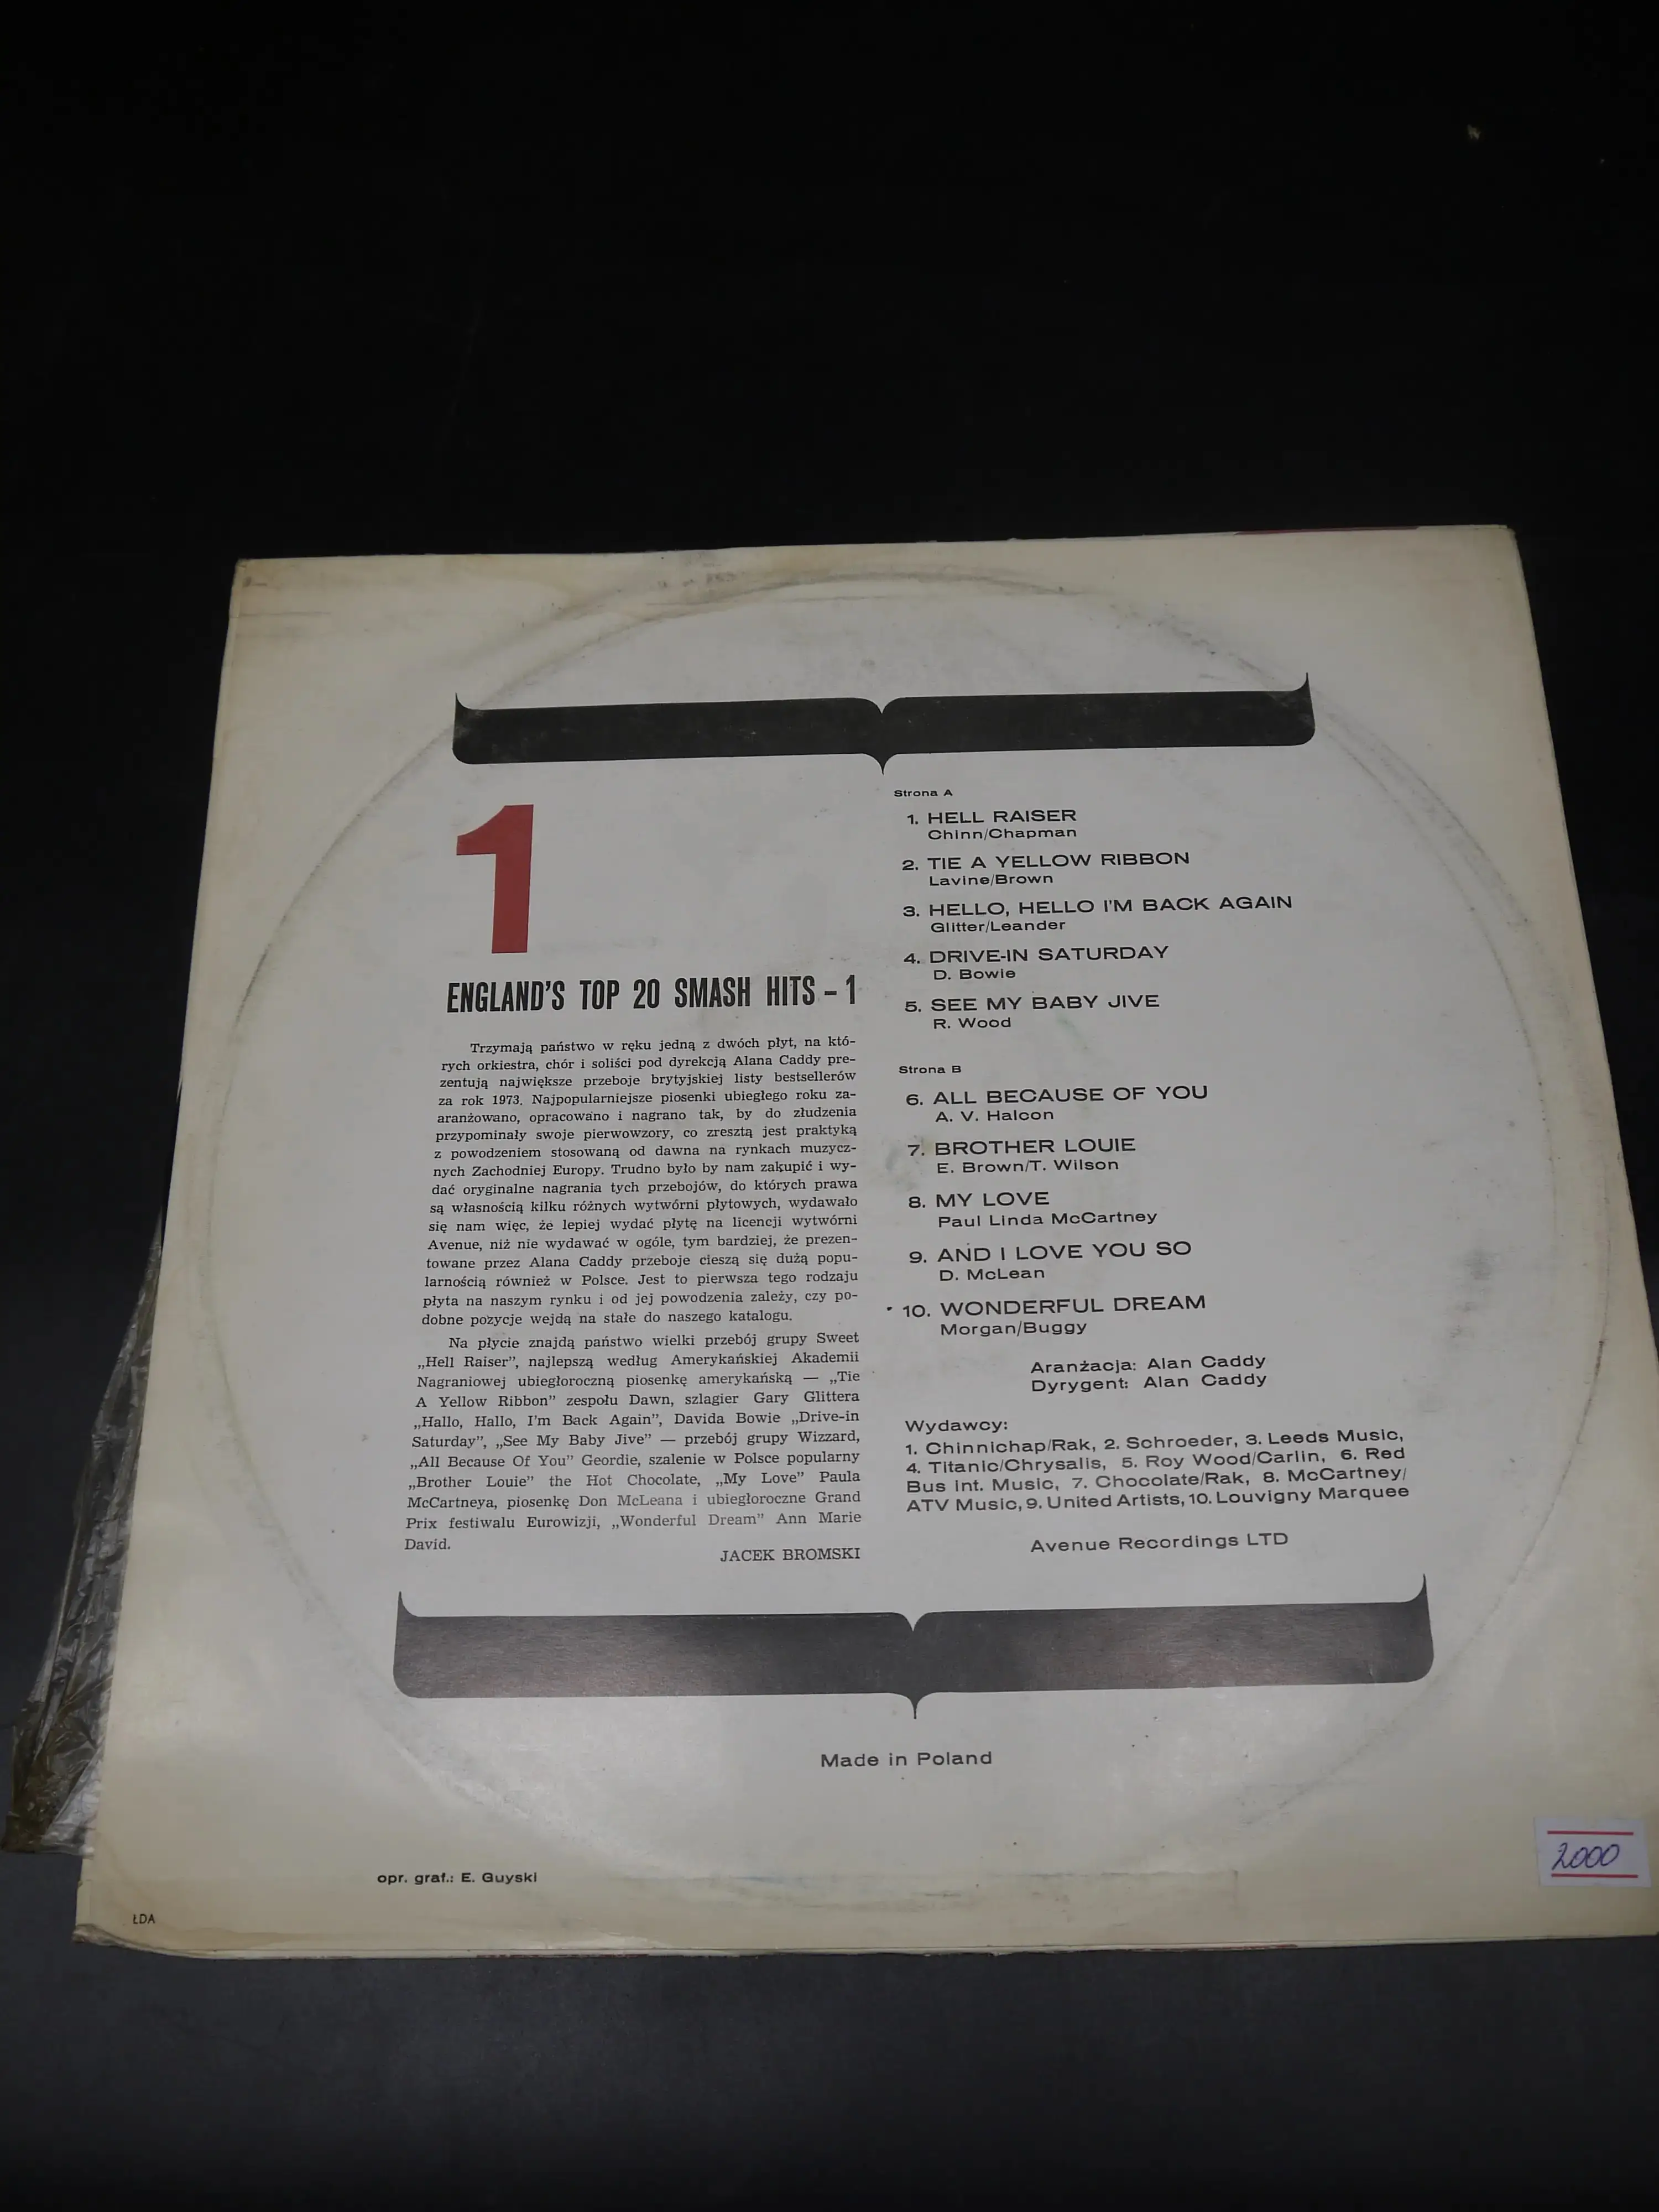 1
ENGLAND'S TOP 20 SMASH HITS – 1
Trzymają państwo w ręku jedną z dwóch płyt, na któ-
rych orkiestra, chór i soliści pod dyrekcją Alana Caddy pre-
zentują największe przeboje brytyjskiej listy bestsellerów
za rok 1973. Najpopularniejsze piosenki ubiegłego roku za-
aranżowano, opracowano i nagrano tak, by do złudzenia
przypominały swoje pierwowzory, co zresztą jest praktyką
z powodzeniem stosowaną od dawna na rynkach muzycz-
nych Zachodniej Europy. Trudno było by nam zakupić i wy-
dać oryginalne nagrania tych przebojów, do których prawa
są własnością kilku różnych wytwórni płytowych, wydawało
się nam więc, że lepiej wydać płytę na licencji wytwórni
Avenue, niż nie wydawać w ogóle, tym bardziej, że prezen-
towane przez Alana Caddy przeboje cieszą się dużą popu-
larnością również w Polsce. Jest to pierwsza tego rodzaju
płyta na naszym rynku i od jej powodzenia zależy, czy po-
dobne pozycje wejdą na stałe do naszego katalogu.
Na płycie znajdą państwo wielki przebój grupy Sweet
„Hell Raiser”, najlepszą według Amerykańskiej Akademii
Nagraniowej ubiegłoroczną piosenkę amerykańską — „Tie
A Yellow Ribbon” zespołu Dawn, szlagier Gary Glittera
„Hallo, Hallo, I'm Back Again”, Davida Bowie „Drive-in
Saturday”, „See My Baby Jive” — przebój grupy Wizzard,
„All Because Of You” Geordie, szalenie w Polsce popularny
„Brother Louie” the Hot Chocolate, „My Love” Paula
McCartneya, piosenkę Don McLeana i ubiegłoroczne Grand
Prix festiwalu Eurowizji, „Wonderful Dream” Ann Marie
David.
JACEK BROMSKI
Strona A
1. HELL RAISER
Chinn/Chapman
2. TIE A YELLOW RIBBON
Lavine/Brown
3. HELLO, HELLO I'M BACK AGAIN
Glitter/Leander
4. DRIVE-IN SATURDAY
D. Bowie
5. SEE MY BABY JIVE
R. Wood
Strona B
6. ALL BECAUSE OF YOU
A. V. Halcon
7. BROTHER LOUIE
E. Brown/T. Wilson
8. MY LOVE
Paul Linda McCartney
9. AND I LOVE YOU SO
D. McLean
10. WONDERFUL DREAM
Morgan/Buggy
Aranżacja: Alan Caddy
Dyrygent: Alan Caddy
Wydawcy:
1. Chinnichap/Rak, 2. Schroeder, 3. Leeds Music,
4. Titanic/Chrysalis, 5. Roy Wood/Carlin, 6. Red
Bus Int. Music, 7. Chocolate/Rak, 8. McCartney/
ATV Music, 9. United Artists, 10. Louvigny Marquee
Avenue Recordings LTD
Made in Poland
2000
opr. graf.: E. Guyski
ŁDA